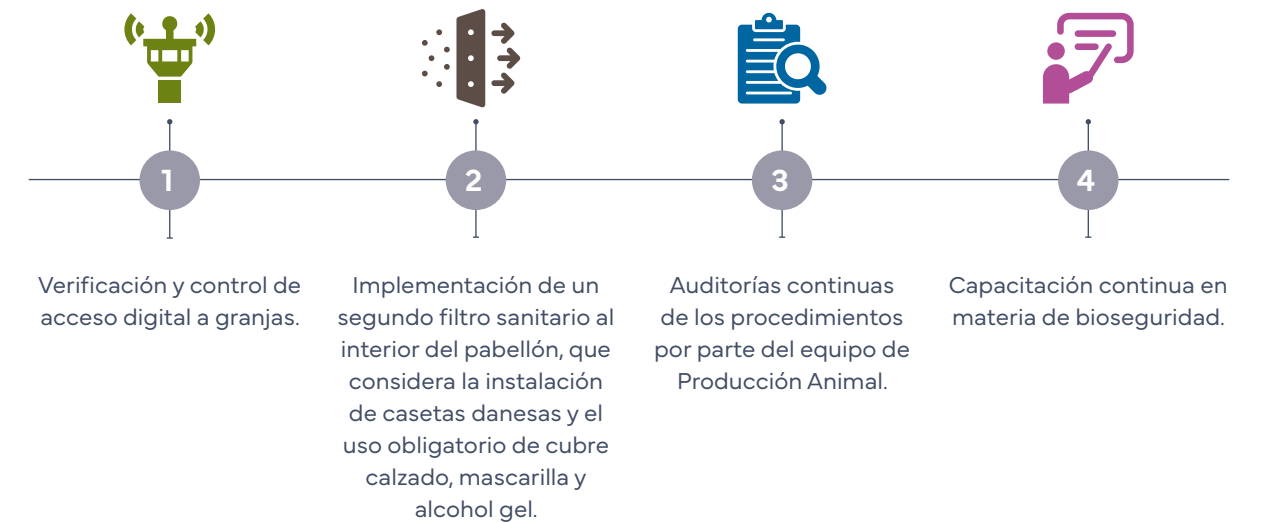 1
Verificación y control de
acceso digital a granjas.
2
Implementación de un
segundo filtro sanitario al
interior del pabellón, que
considera la instalación
de casetas danesas y el
uso obligatorio de cubre
calzado, mascarilla y
alcohol gel.
3
Auditorías continuas
de los procedimientos
por parte del equipo de
Producción Animal.
4
Capacitación continua en
materia de bioseguridad.